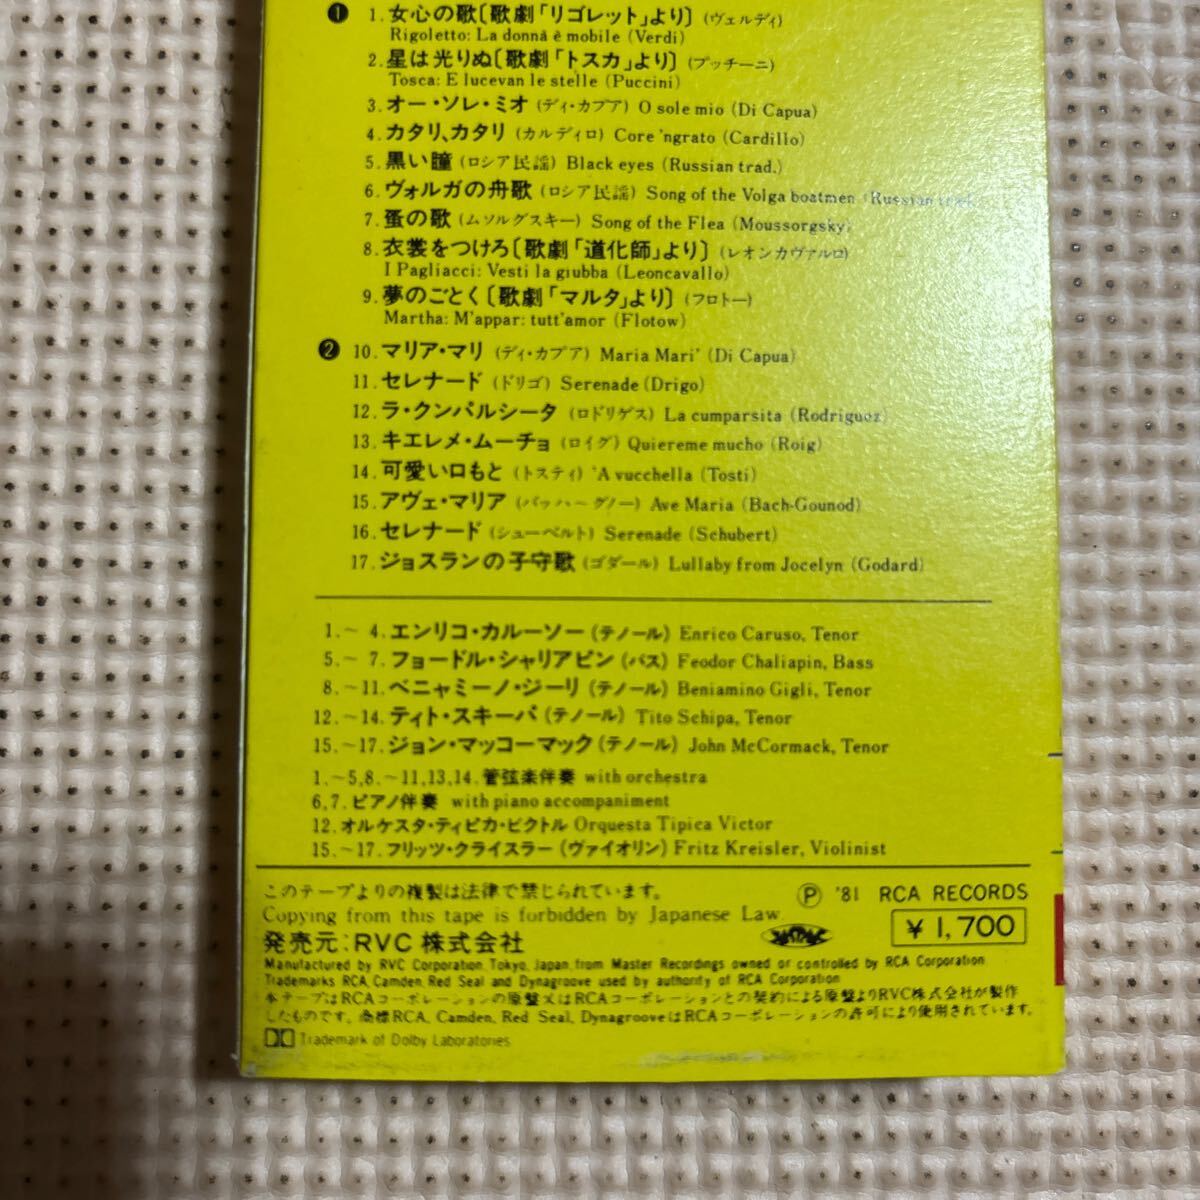 ❶ 1. 女心の歌〔歌劇「リゴレット」より〕(ヴェルディ)
Rigoletto: La donna è mobile (Verdi)
2. 星は光りぬ〔歌劇「トスカ」より〕(プッチーニ)
Tosca: E lucevan le stelle (Puccini)
3. オー・ソレ・ミオ (ディ・カプア) O sole mio (Di Capua)
4. カタリ、カタリ (カルディロ) Core 'ngrato (Cardillo)
5. 黒い瞳 (ロシア民謡) Black eyes (Russian trad.)
6. ヴォルガの舟歌 (ロシア民謡) Song of the Volga boatmen (Russian trad.)
7. 蚤の歌 (ムソルグスキー) Song of the Flea (Moussorgsky)
8. 衣裳をつけろ〔歌劇「道化師」より〕(レオンカヴァルロ)
I Pagliacci: Vesti la giubba (Leoncavallo)
9. 夢のごとく〔歌劇「マルタ」より〕(フロトー)
Martha: M'appar: tutt'amor (Flotow)
❷ 10. マリア・マリ (ディ・カプア) Maria Mari' (Di Capua)
11. セレナード (ドリゴ) Serenade (Drigo)
12. ラ・クンパルシータ (ロドリゲス) La cumparsita (Rodriguez)
13. キエレメ・ムーチョ (ロイグ) Quiereme mucho (Roig)
14. 可愛い口もと (トスティ) 'A vucchella (Tosti)
15. アヴェ・マリア (バッハ〜グノー) Ave Maria (Bach-Gounod)
16. セレナード (シューベルト) Serenade (Schubert)
17. ジョスランの子守歌 (ゴダール) Lullaby from Jocelyn (Godard)
1.〜 4. エンリコ・カルーソー (テノール) Enrico Caruso, Tenor
5.〜 7. フョードル・シャリアピン (バス) Feodor Chaliapin, Bass
8.〜11. ベニャミーノ・ジーリ (テノール) Beniamino Gigli, Tenor
12.〜14. ティト・スキーパ (テノール) Tito Schipa, Tenor
15.〜17. ジョン・マッコーマック (テノール) John McCormack, Tenor
1.〜5,8.〜11,13,14. 管弦楽伴奏 with orchestra
6,7. ピアノ伴奏 with piano accompaniment
12. オルケスタ・ティピカ・ビクトル Orquesta Tipica Victor
15.〜17. フリッツ・クライスラー (ヴァイオリン) Fritz Kreisler, Violinist
このテープよりの複製は法律で禁じられています。 Ⓟ '81 RCA RECORDS
Copying from this tape is forbidden by Japanese Law
発売元:RVC株式会社 ¥1,700
Manufactured by RVC Corporation, Tokyo, Japan, from Master Recordings owned or controlled by RCA Corporation
Trademarks RCA, Camden, Red Seal and Dynagroove used by authority of RCA Corporation
本テープはRCAコーポレーションの原盤又はRCAコーポレーションとの契約による原盤よりRVC株式会社が製作
したものです。商標RCA, Camden, Red Seal, DynagrooveはRCAコーポレーションの許可により使用されています。
Trademark of Dolby Laboratories